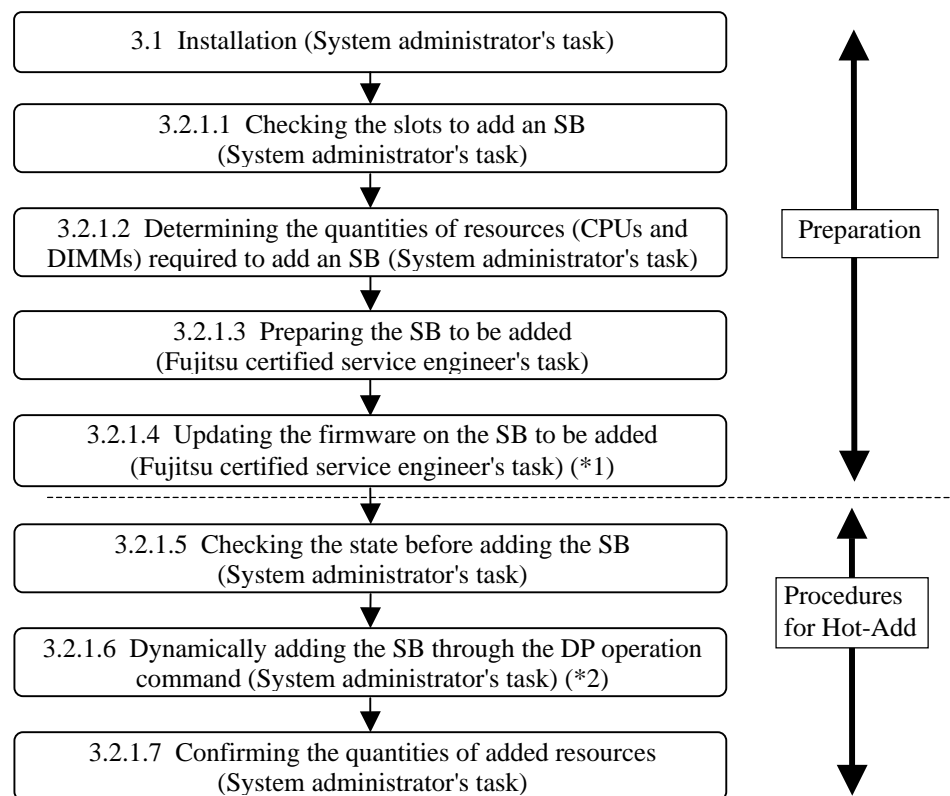 3.1 Installation (System administrator's task)
3.2.1.1 Checking the slots to add an SB
(System administrator's task)
3.2.1.2 Determining the quantities of resources (CPUs and
DIMMs) required to add an SB (System administrator's task)
3.2.1.3 Preparing the SB to be added
(Fujitsu certified service engineer's task)
3.2.1.4 Updating the firmware on the SB to be added
(Fujitsu certified service engineer's task) (*1)
Preparation
3.2.1.5 Checking the state before adding the SB
(System administrator's task)
3.2.1.6 Dynamically adding the SB through the DP operation
command (System administrator's task) (*2)
3.2.1.7 Confirming the quantities of added resources
(System administrator's task)
Procedures
for Hot-Add